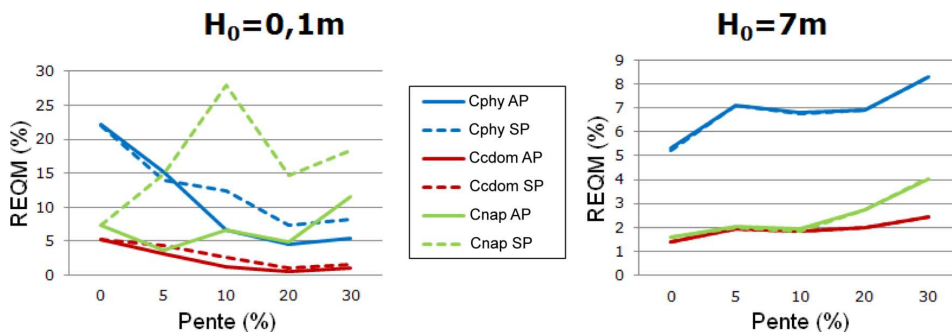 H₀=0,1m
REQM (%)
30
25
20
15
10
5
0
0 5 10 20 30
Pente (%)
Cphy AP
Cphy SP
Ccdom AP
Ccdom SP
Cnap AP
Cnap SP
H₀=7m
REQM (%)
9
8
7
6
5
4
3
2
1
0
0 5 10 20 30
Pente (%)